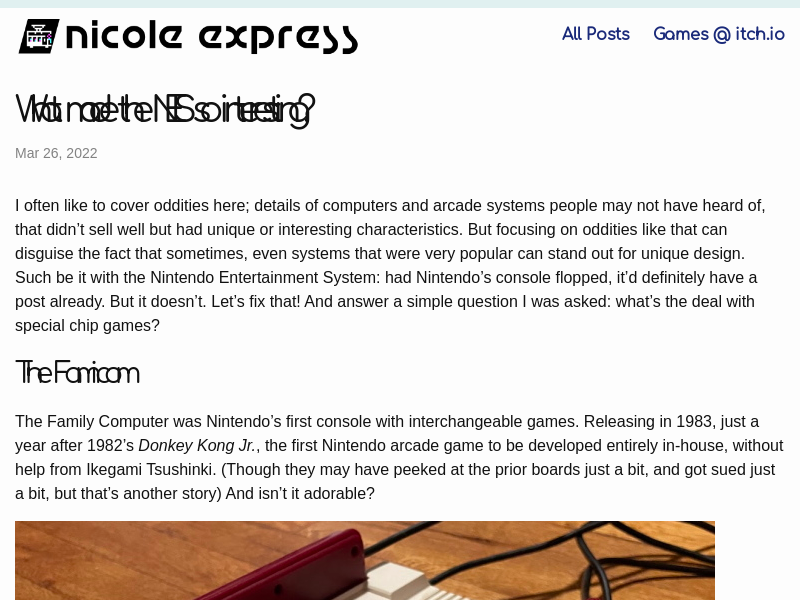 nicole express
All Posts
Games @ itch.io
What made the NES so interesting?
Mar 26, 2022
I often like to cover oddities here; details of computers and arcade systems people may not have heard of,
that didn’t sell well but had unique or interesting characteristics. But focusing on oddities like that can
disguise the fact that sometimes, even systems that were very popular can stand out for unique design.
Such be it with the Nintendo Entertainment System: had Nintendo’s console flopped, it’d definitely have a
post already. But it doesn’t. Let’s fix that! And answer a simple question I was asked: what’s the deal with
special chip games?
The Famicom
The Family Computer was Nintendo’s first console with interchangeable games. Releasing in 1983, just a
year after 1982’s Donkey Kong Jr., the first Nintendo arcade game to be developed entirely in-house, without
help from Ikegami Tsushinki. (Though they may have peeked at the prior boards just a bit, and got sued just
a bit, but that’s another story) And isn’t it adorable?